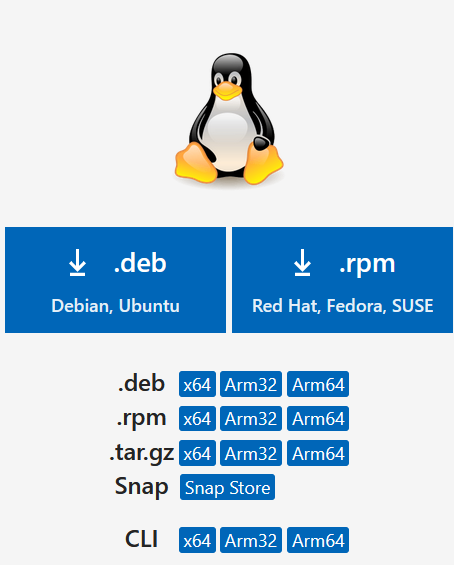 .deb .rpm
Debian, Ubuntu Red Hat, Fedora, SUSE
.deb x64 Arm32 Arm64
.rpm x64 Arm32 Arm64
.tar.gz x64 Arm32 Arm64
Snap Snap Store
CLI x64 Arm32 Arm64